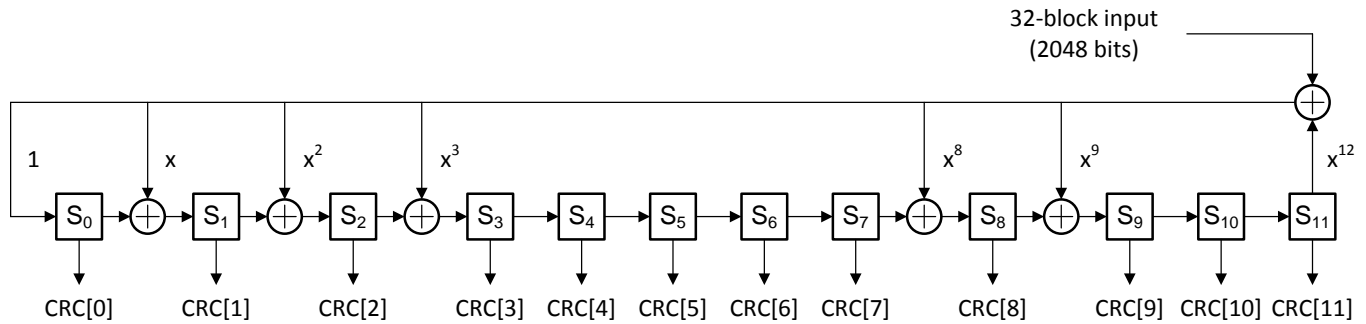 32-block input
(2048 bits)
1 x x² x³ x⁸ x⁹ x¹²
S₀ S₁ S₂ S₃ S₄ S₅ S₆ S₇ S₈ S₉ S₁₀ S₁₁
CRC[0] CRC[1] CRC[2] CRC[3] CRC[4] CRC[5] CRC[6] CRC[7] CRC[8] CRC[9] CRC[10] CRC[11]